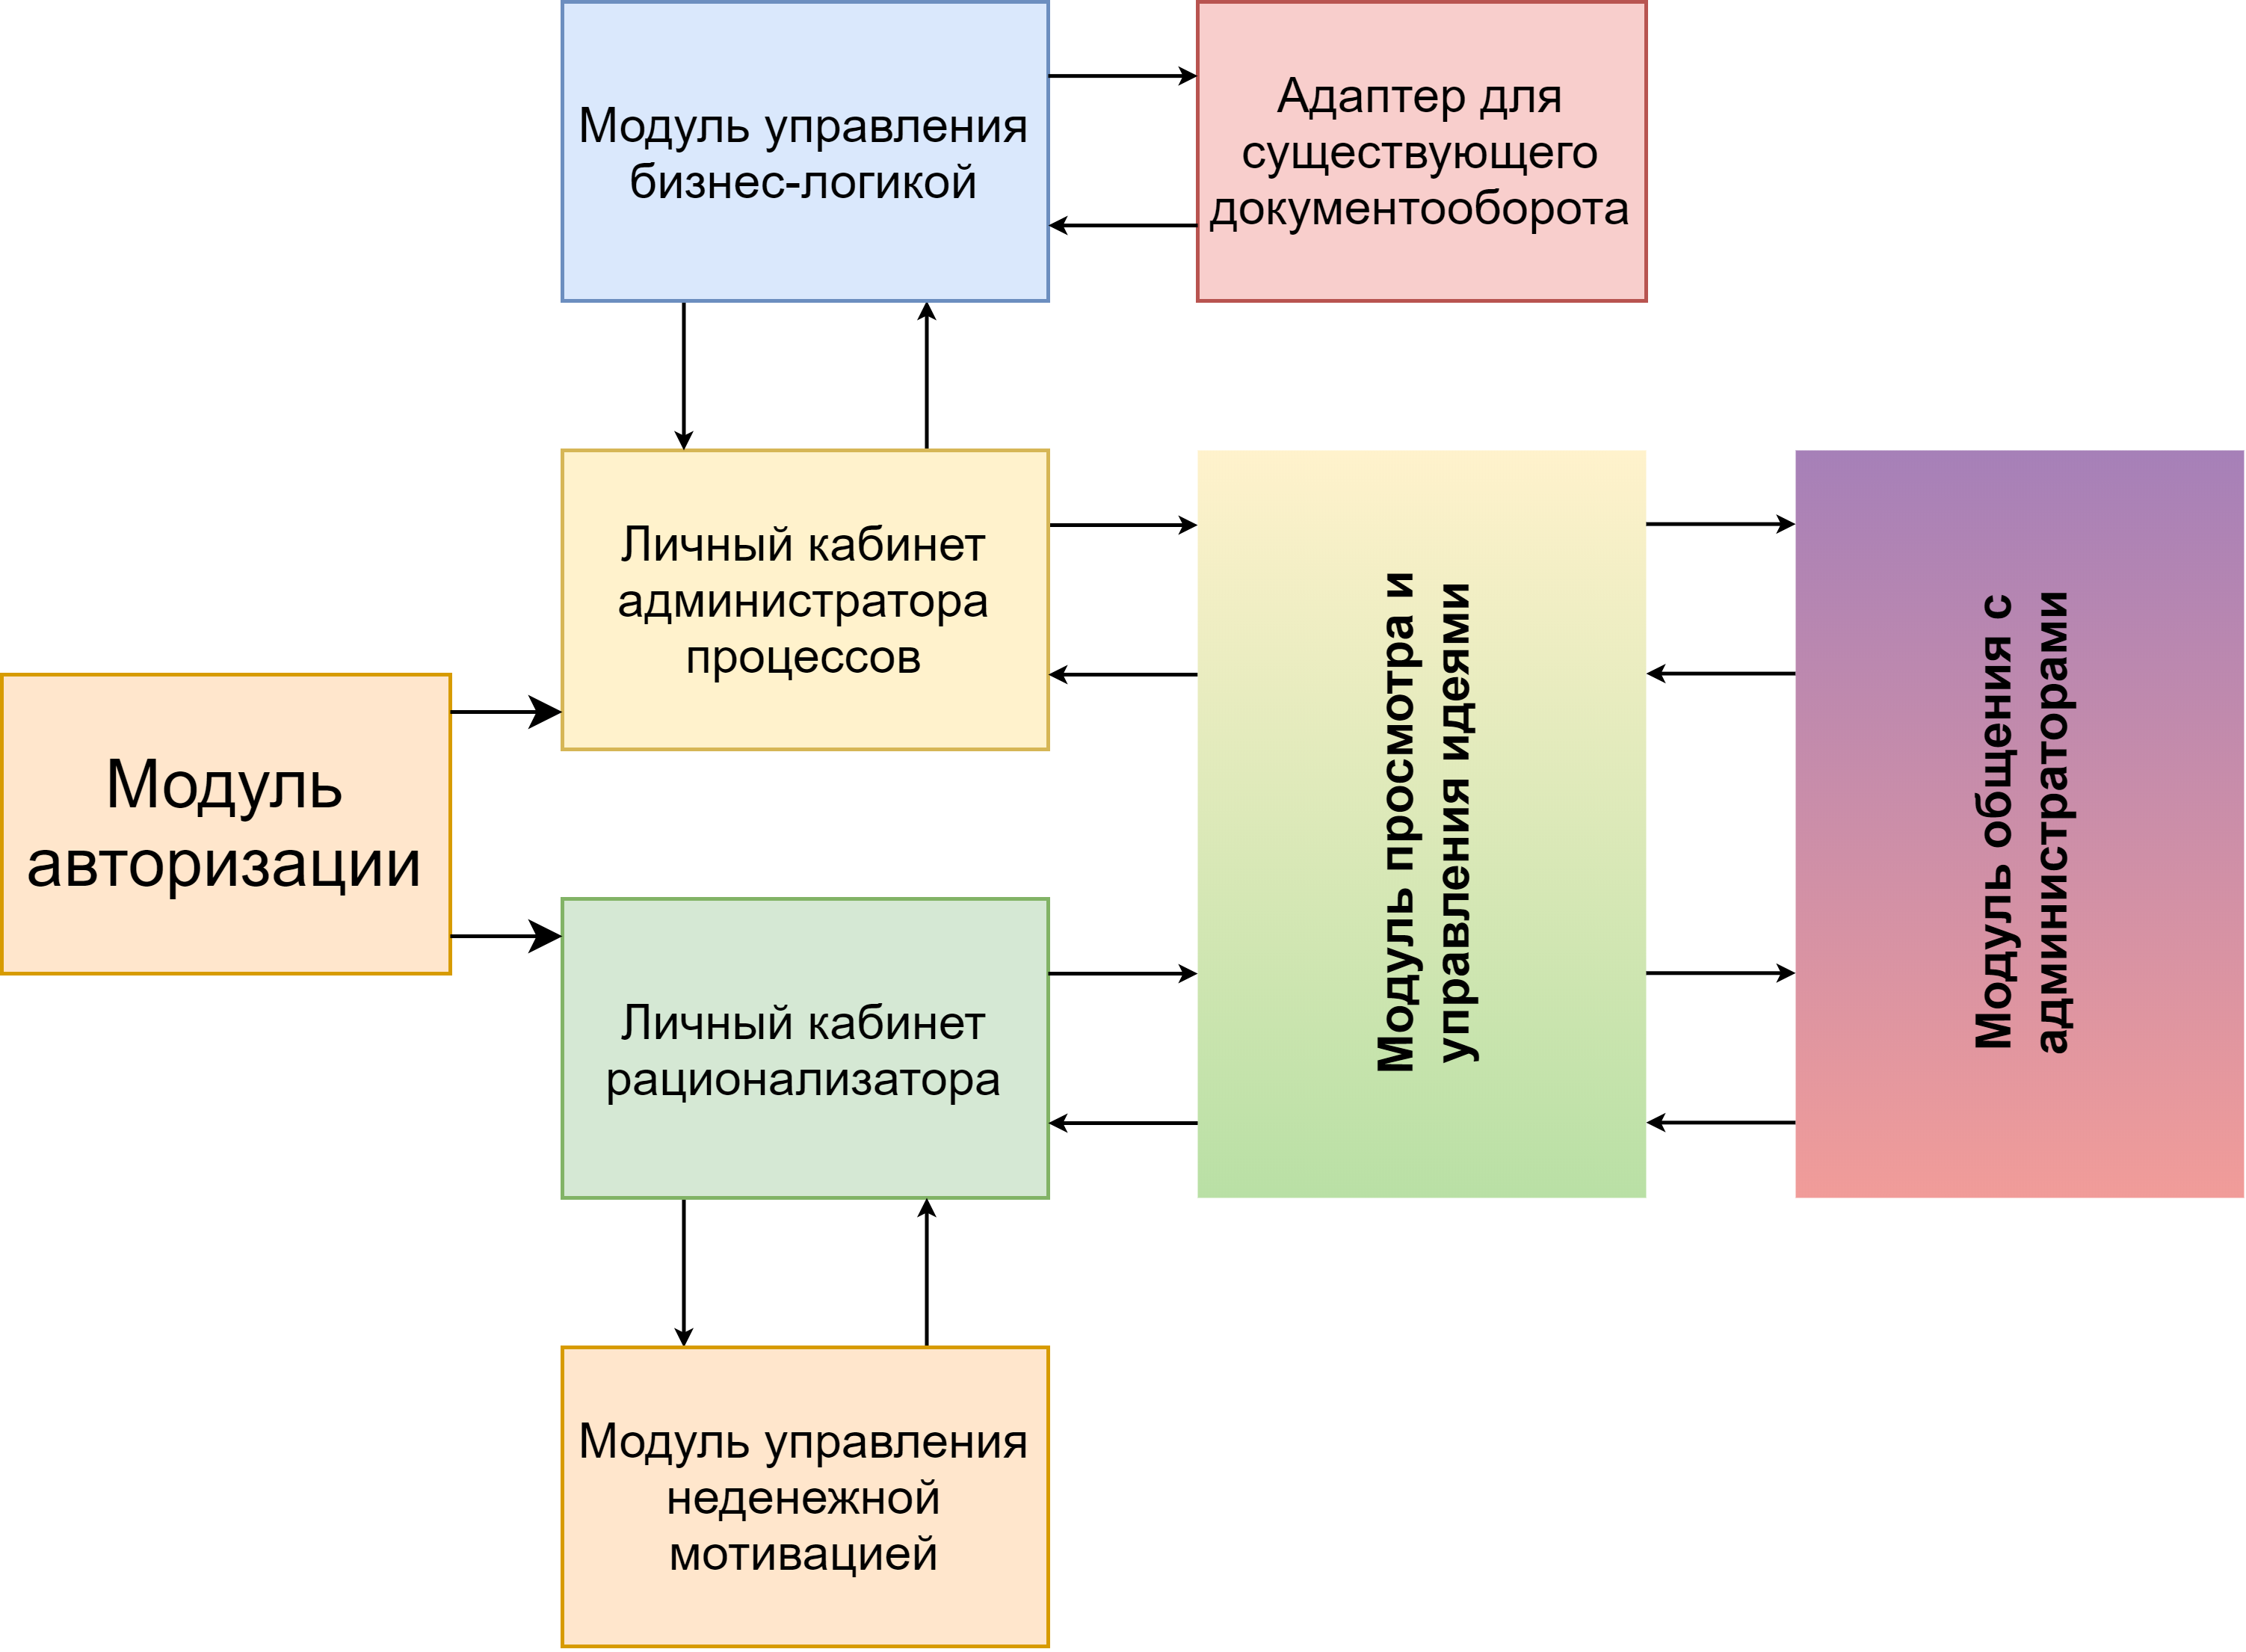 Модуль управления
бизнес-логикой
Адаптер для
существующего
документооборота
Личный кабинет
администратора
процессов
Модуль просмотра и
управления идеями
Модуль общения с
администраторами
Модуль
авторизации
Личный кабинет
рационализатора
Модуль управления
неденежной
мотивацией